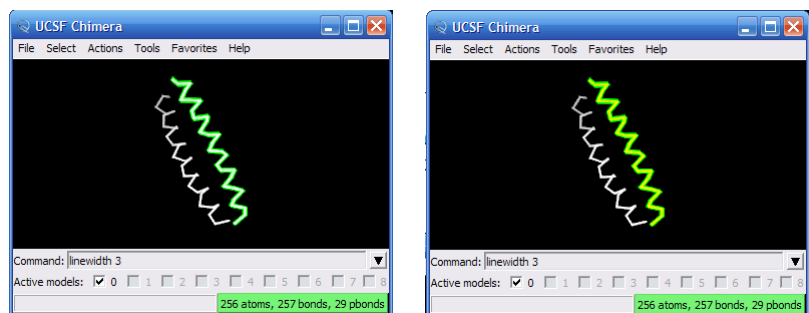 UCSF Chimera
File Select Actions Tools Favorites Help
Command: linewidth 3
Active models: 0 1 2 3 4 5 6 7 8
256 atoms, 257 bonds, 29 pbonds
UCSF Chimera
File Select Actions Tools Favorites Help
Command: linewidth 3
Active models: 0 1 2 3 4 5 6 7 8
256 atoms, 257 bonds, 29 pbonds